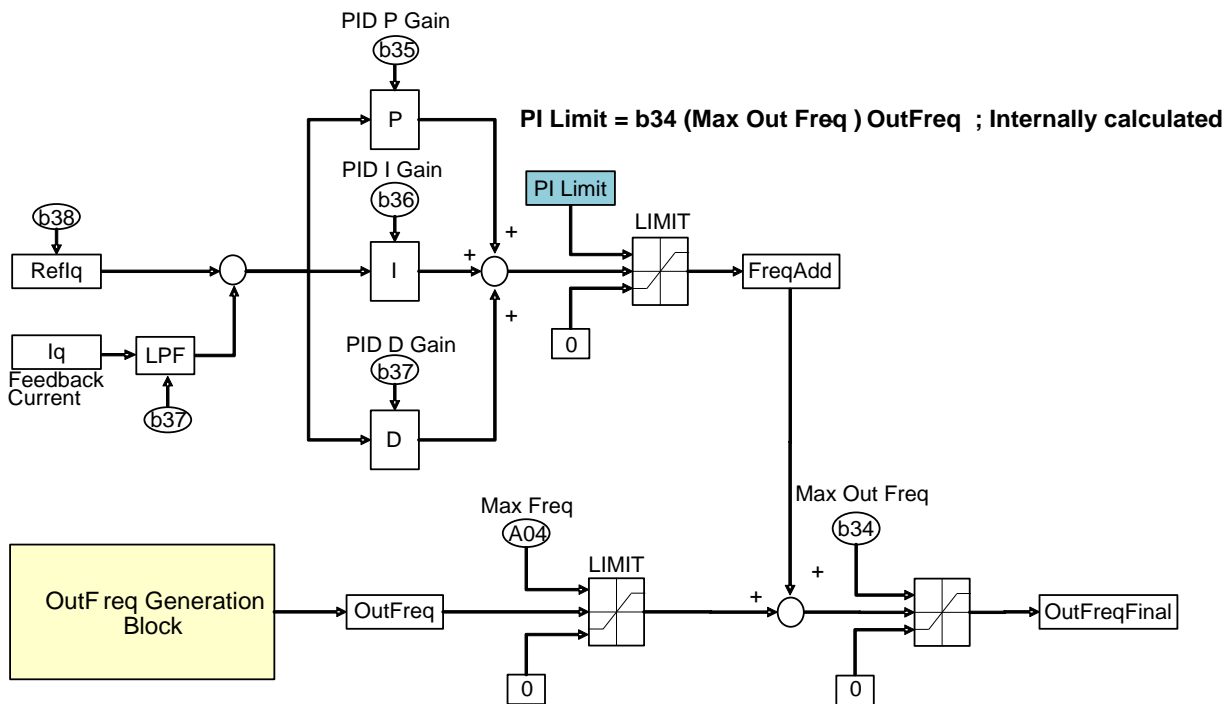 PID P Gain
b35
P
PI Limit = b34 (Max Out Freq ) OutFreq ; Internally calculated
PID I Gain
b36
PI Limit
LIMIT
b38
RefIq
+
+
I
FreqAdd
+
0
Iq
LPF
Feedback
Current
b37
PID D Gain
b37
D
Max Freq
A04
Max Out Freq
b34
LIMIT
OutFreq Generation
Block
OutFreq
+
+
OutFreqFinal
0
0